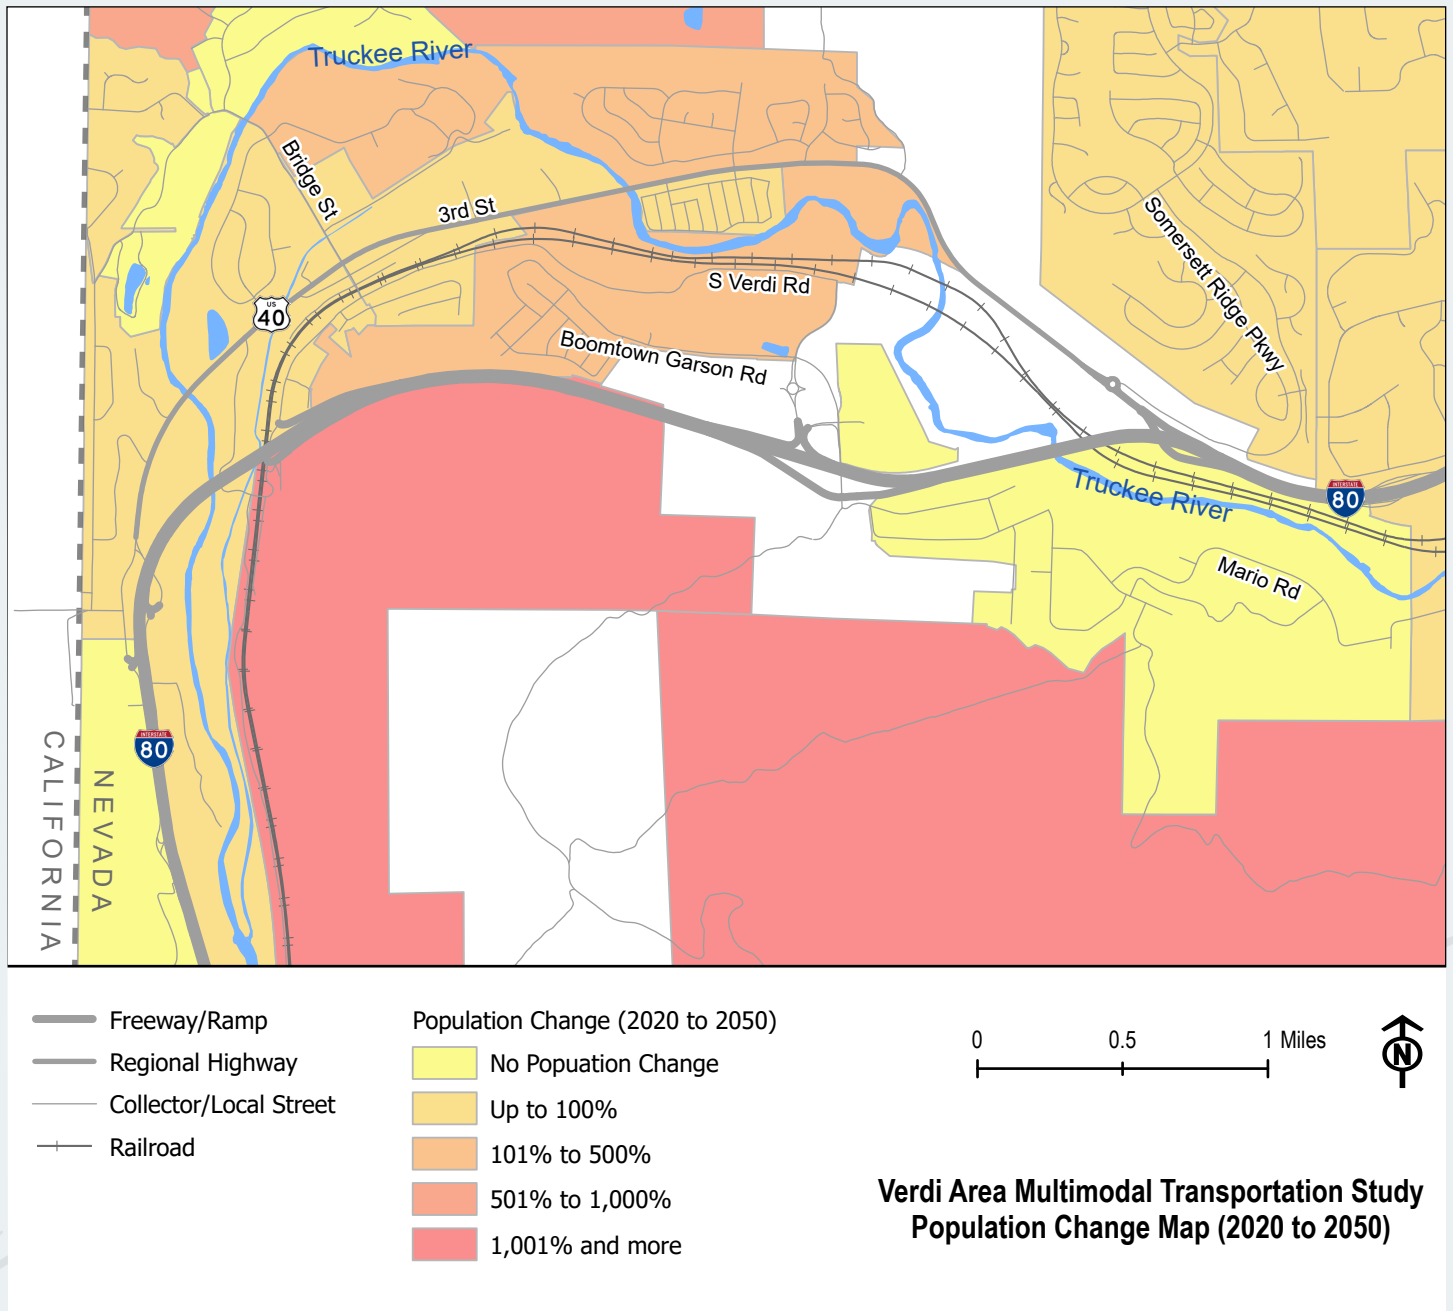 Truckee River
Bridge St
3rd St
US
40
S Verdi Rd
Boomtown Garson Rd
Somersett Ridge Pkwy
Truckee River
INTERSTATE
80
Mario Rd
INTERSTATE
80
CALIFORNIA
NEVADA
Freeway/Ramp
Regional Highway
Collector/Local Street
Railroad
Population Change (2020 to 2050)
No Popuation Change
Up to 100%
101% to 500%
501% to 1,000%
1,001% and more
0 0.5 1 Miles
N
Verdi Area Multimodal Transportation Study
Population Change Map (2020 to 2050)